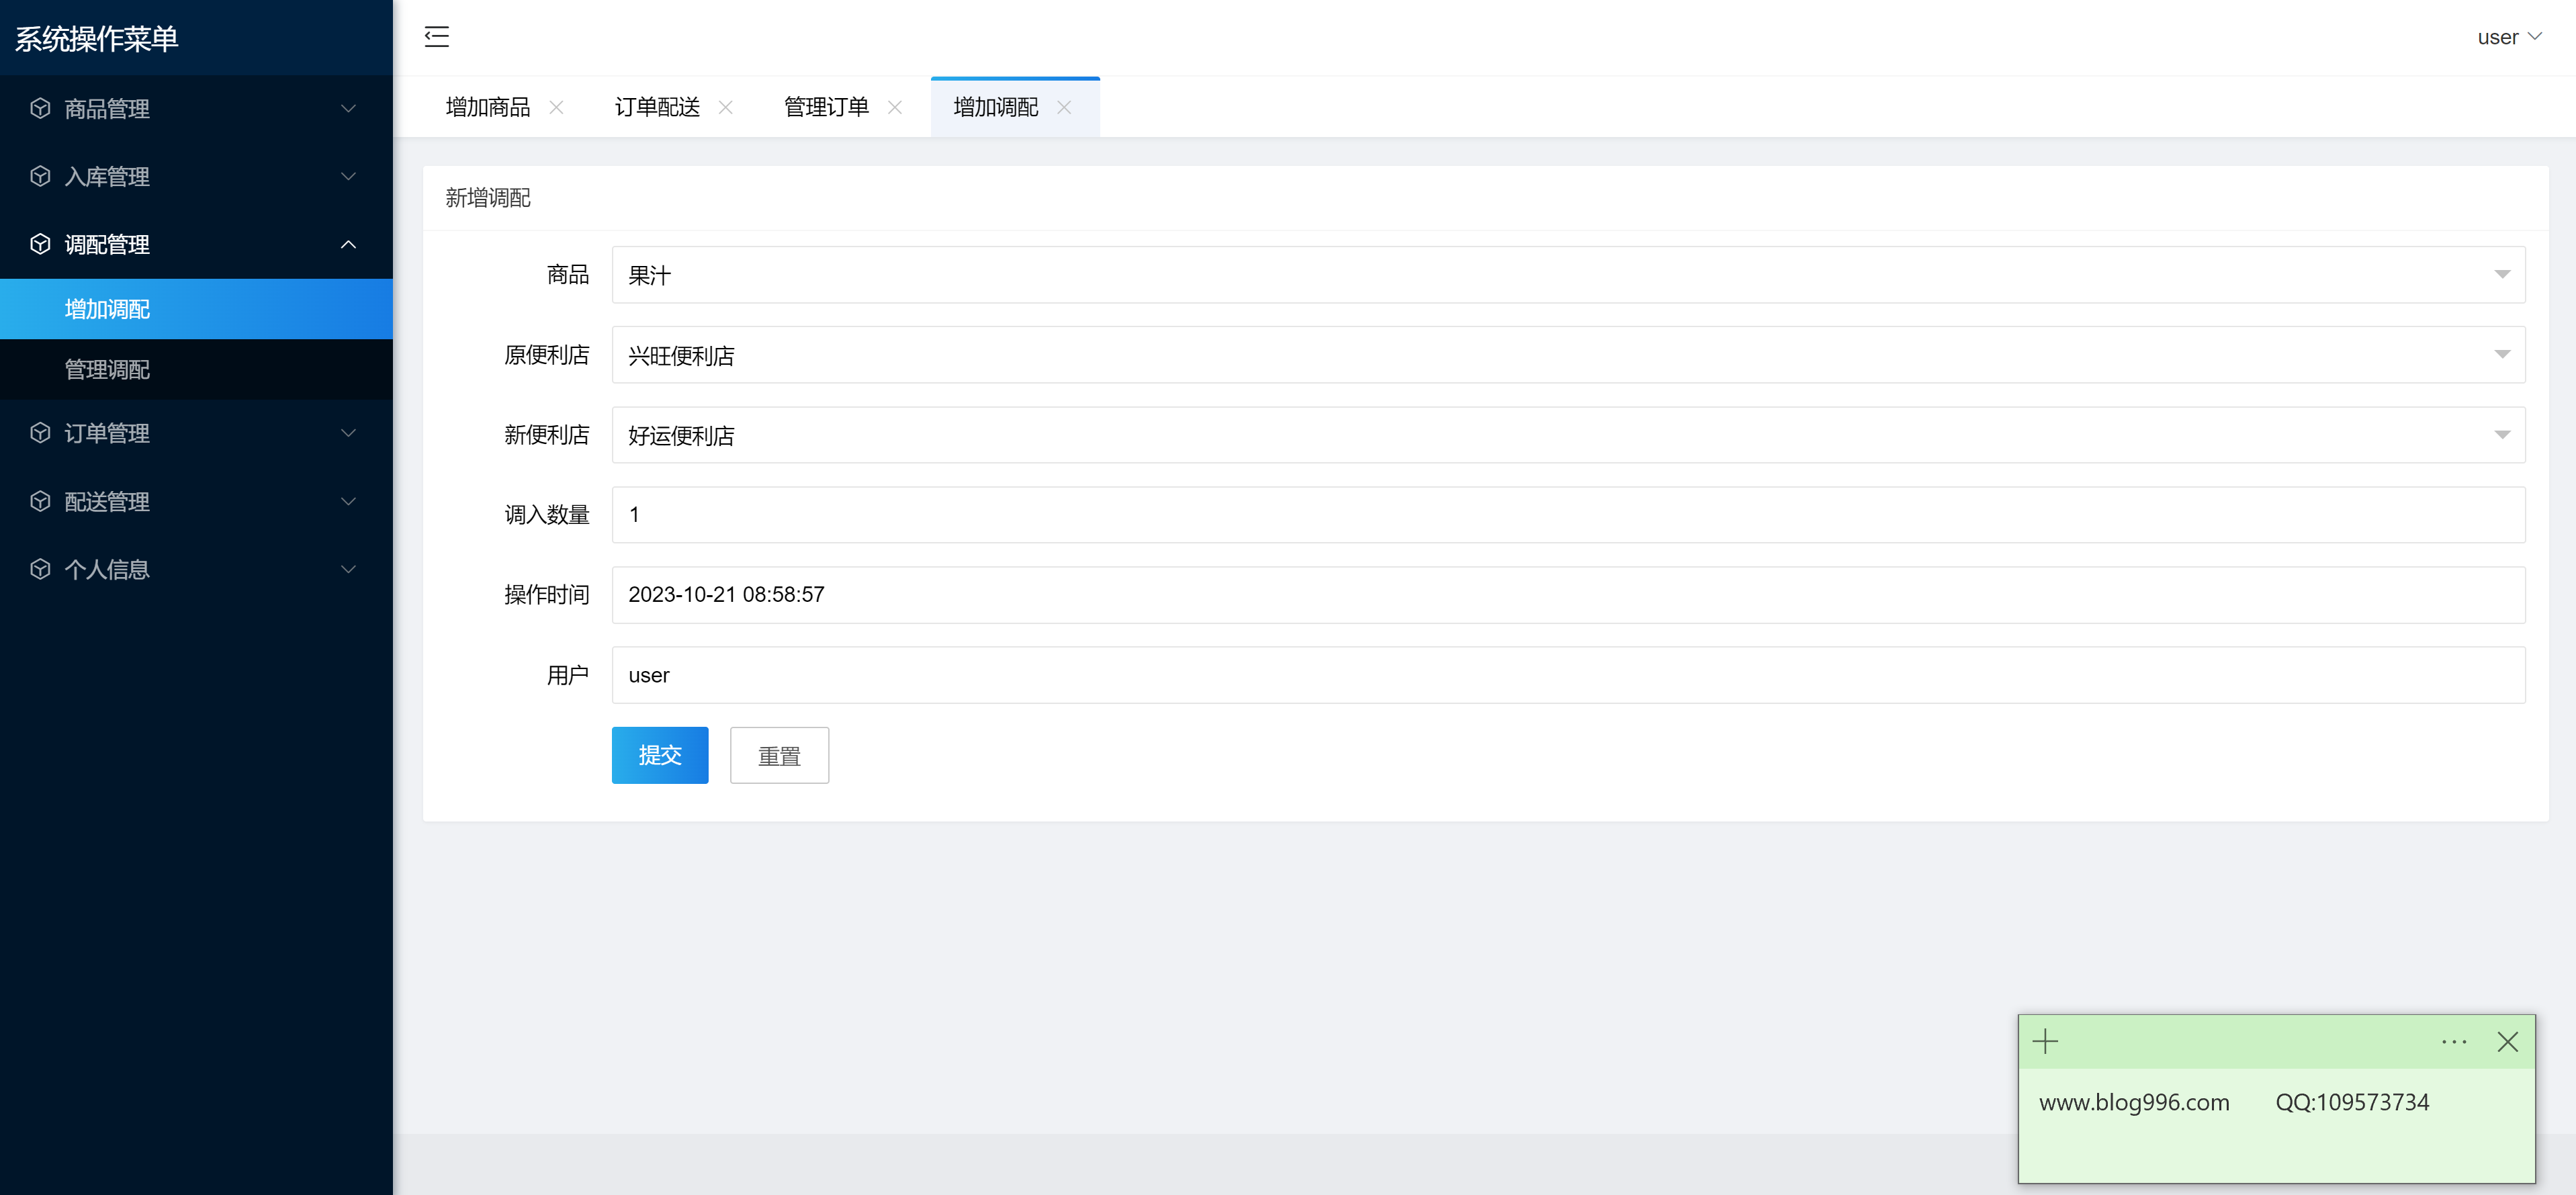 系统操作菜单
商品管理
入库管理
调配管理
增加调配
管理调配
订单管理
配送管理
个人信息
user
增加商品 订单配送 管理订单 增加调配
新增调配
商品 果汁
原便利店 兴旺便利店
新便利店 好运便利店
调入数量 1
操作时间 2023-10-21 08:58:57
用户 user
提交 重置
www.blog996.com QQ:109573734